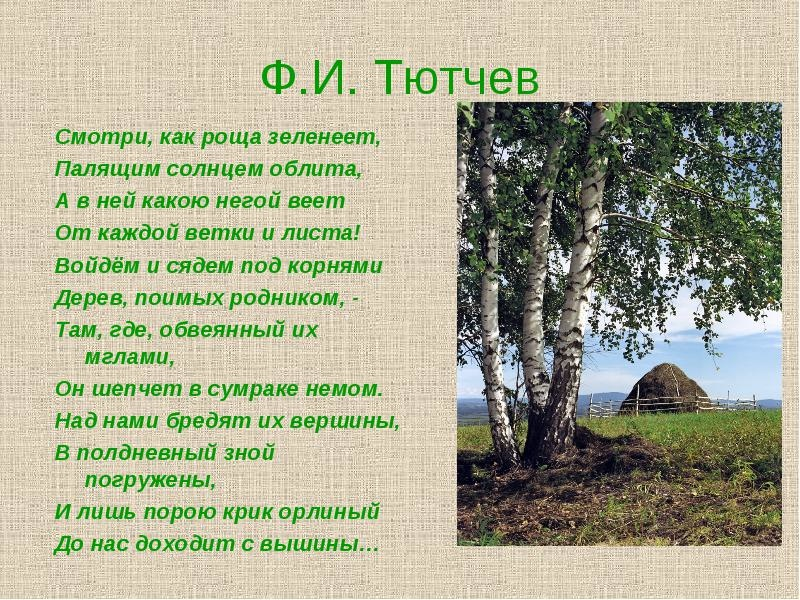 Ф.И. Тютчев
Смотри, как роща зеленеет,
Палящим солнцем облита,
А в ней какою негой веет
От каждой ветки и листа!
Войдём и сядем под корнями
Дерев, поимых родником, -
Там, где, обвеянный их
мглами,
Он шепчет в сумраке немом.
Над нами бредят их вершины,
В полдневный зной
погружены,
И лишь порою крик орлиный
До нас доходит с вышины…